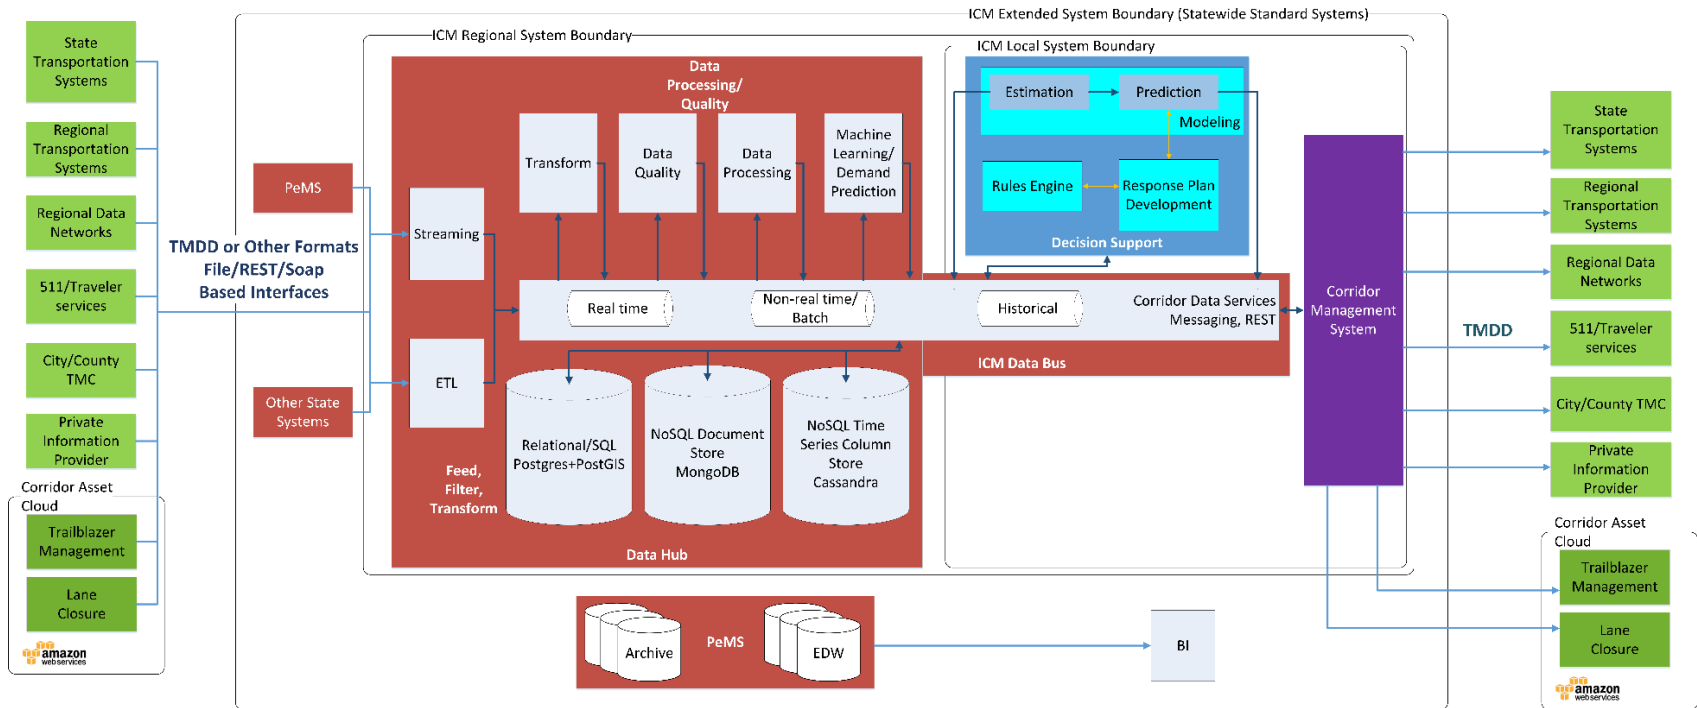 ICM Extended System Boundary (Statewide Standard Systems)
ICM Regional System Boundary
ICM Local System Boundary
State
Transportation
Systems
Regional
Transportation
Systems
Regional Data
Networks
511/Traveler
services
City/County
TMC
Private
Information
Provider
Corridor Asset
Cloud
Trailblazer
Management
Lane
Closure
amazon
webservices
TMDD or Other Formats
File/REST/Soap
Based Interfaces
PeMS
Other State
Systems
Streaming
ETL
Data
Processing/
Quality
Transform
Data
Quality
Data
Processing
Machine
Learning/
Demand
Prediction
Real time
Non-real time/
Batch
Historical
Corridor Data Services
Messaging, REST
ICM Data Bus
Relational/SQL
Postgres+PostGIS
NoSQL Document
Store
MongoDB
NoSQL Time
Series Column
Store
Cassandra
Feed,
Filter,
Transform
Data Hub
Estimation
Prediction
Modeling
Rules Engine
Response Plan
Development
Decision Support
Corridor
Management
System
TMDD
Archive
PeMS
EDW
BI
State
Transportation
Systems
Regional
Transportation
Systems
Regional Data
Networks
511/Traveler
services
City/County TMC
Private
Information
Provider
Corridor Asset
Cloud
Trailblazer
Management
Lane
Closure
amazon
webservices